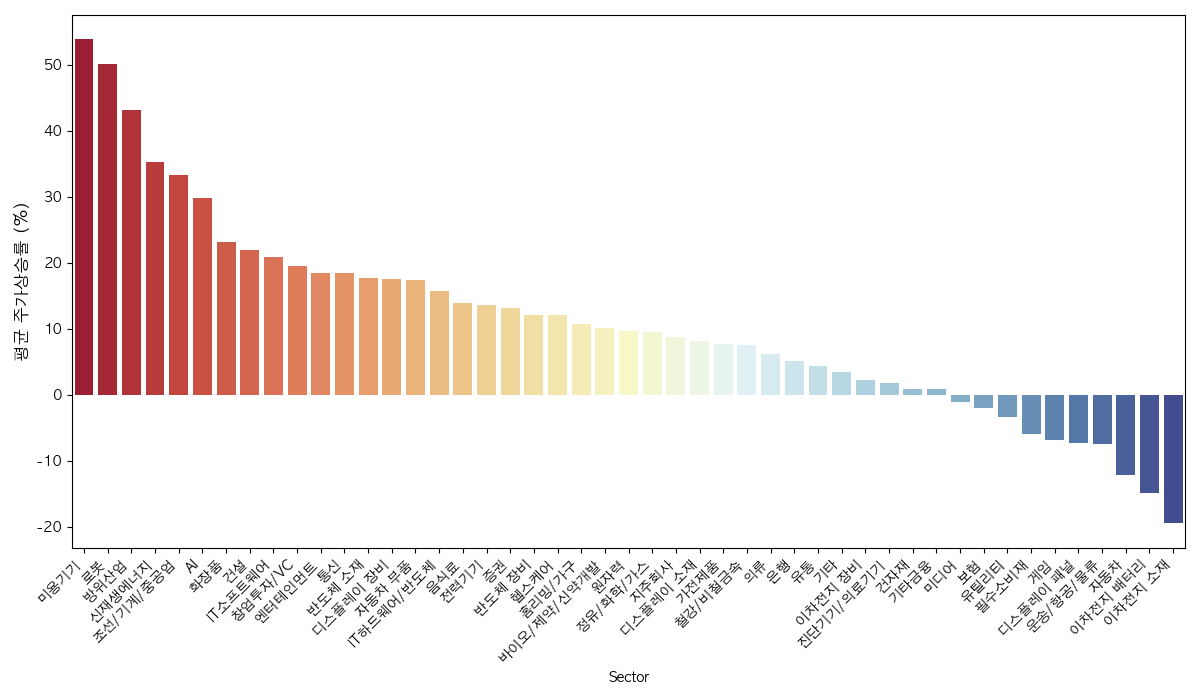 평균 주가상승률 (%)
50
40
30
20
10
0
-10
-20
미용기기
로봇
방위산업
신재생에너지
조선/기계/중공업
AI
화장품
건설
IT소프트웨어
창업투자/VC
엔터테인먼트
통신
반도체 소재
디스플레이 장비
자동차 부품
IT하드웨어/반도체
음식료
전력기기
증권
반도체 장비
헬스케어
홈리빙/가구
바이오/제약/신약개발
원자력
정유/화학/가스
지주회사
디스플레이 소재
가전제품
철강/비철금속
의류
은행
유통
기타
이차전지 장비
진단기기/의료기기
건자재
기타금융
미디어
보험
유틸리티
필수소비재
게임
디스플레이 패널
운송/항공/물류
자동차
이차전지 배터리
이차전지 소재
Sector